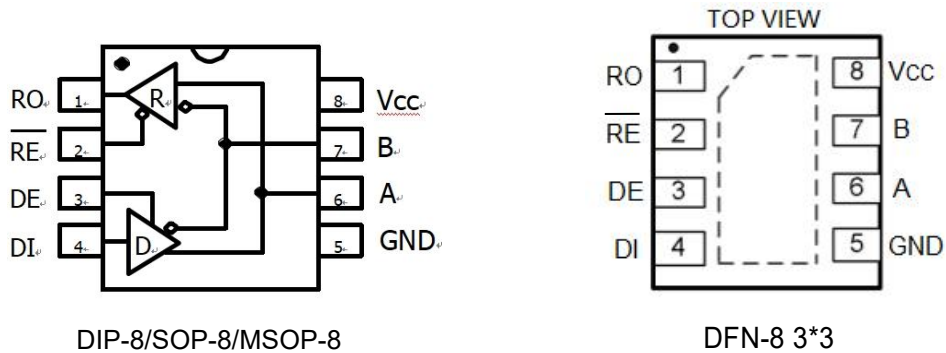 TOP VIEW
RO 1 8 Vcc
RE 2 7 B
DE 3 6 A
DI 4 5 GND
R
D
DIP-8/SOP-8/MSOP-8
RO 1 8 Vcc
RE 2 7 B
DE 3 6 A
DI 4 5 GND
DFN-8 3*3